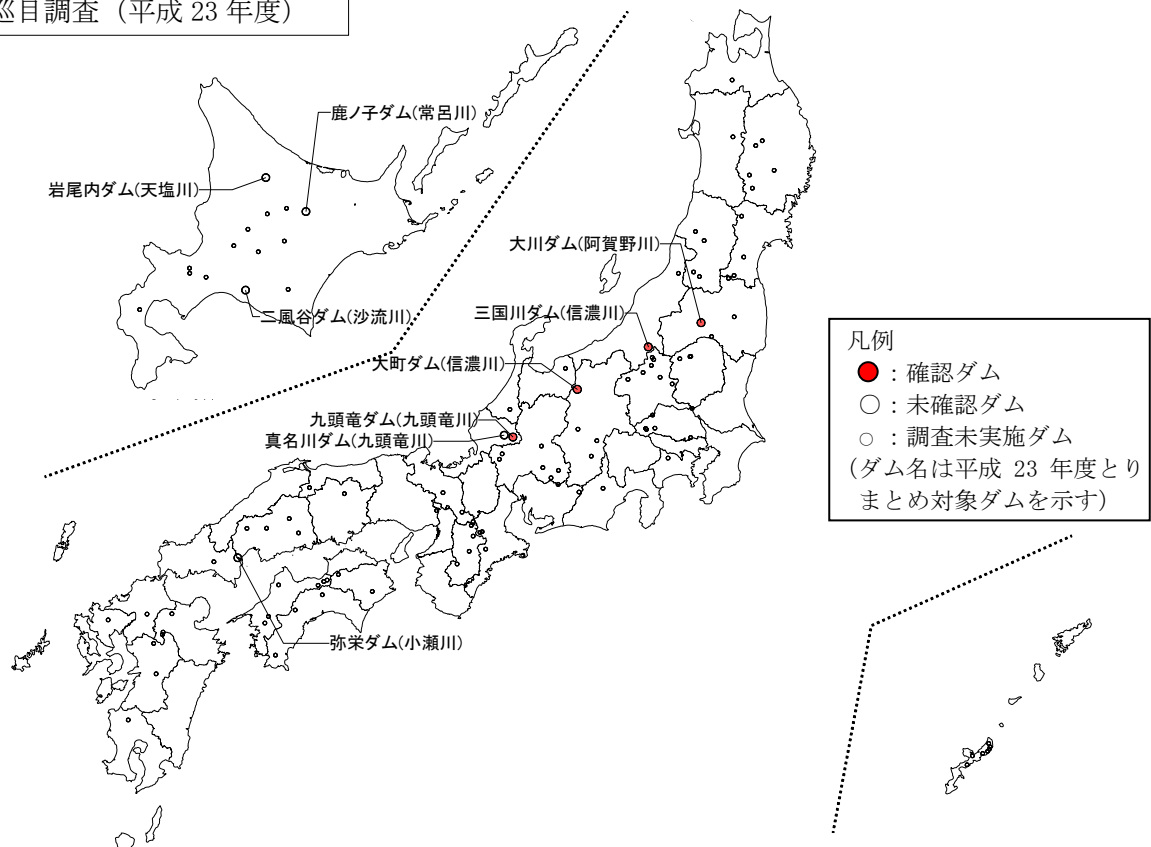 巡目調査（平成 23 年度）
鹿ノ子ダム(常呂川)
岩尾内ダム(天塩川)
大川ダム(阿賀野川)
三国川ダム(信濃川)
二風谷ダム(沙流川)
大町ダム(信濃川)
九頭竜ダム(九頭竜川)
真名川ダム(九頭竜川)
弥栄ダム(小瀬川)
凡例
●：確認ダム
○：未確認ダム
○：調査未実施ダム
(ダム名は平成 23 年度とり
まとめ対象ダムを示す)